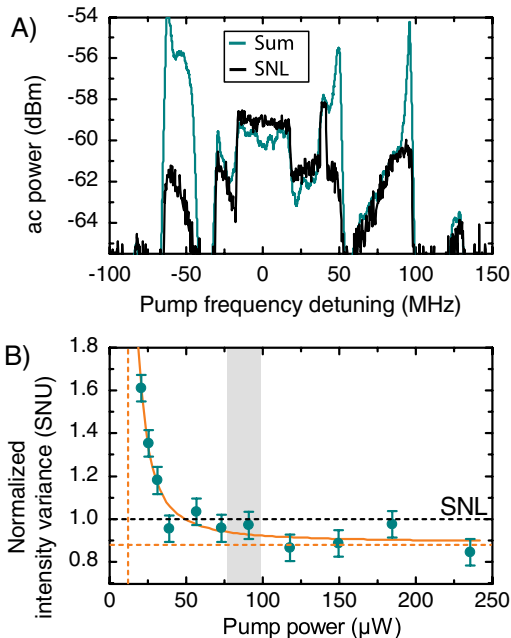 A)
-54
-56
-58
-60
-62
-64
ac power (dBm)
Sum
SNL
-100 -50 0 50 100 150
Pump frequency detuning (MHz)
B)
1.8
1.6
1.4
1.2
1.0
0.8
Normalized
intensity variance (SNU)
SNL
0 50 100 150 200 250
Pump power (µW)